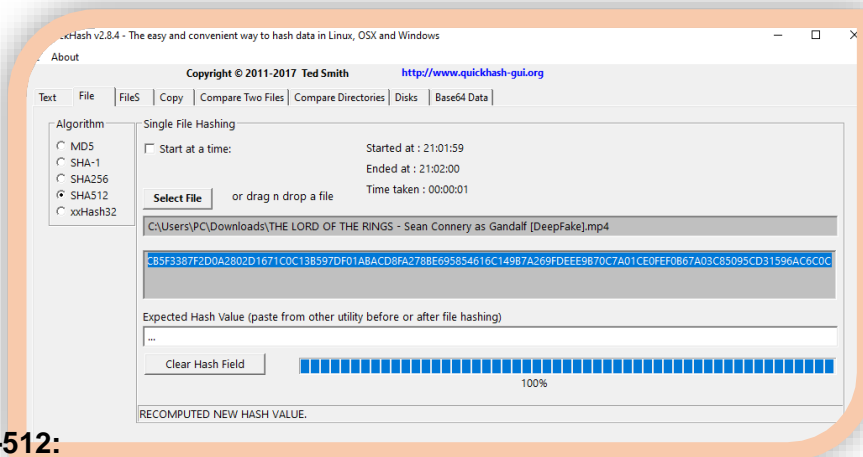 kHash v2.8.4 - The easy and convenient way to hash data in Linux, OSX and Windows
About
Copyright © 2011-2017 Ted Smith http://www.quickhash-gui.org
Text File FileS Copy Compare Two Files Compare Directories Disks Base64 Data
Algorithm
MD5
SHA-1
SHA256
SHA512
xxHash32
Single File Hashing
Start at a time:
Started at : 21:01:59
Ended at : 21:02:00
Time taken : 00:00:01
Select File or drag n drop a file
C:\Users\PC\Downloads\THE LORD OF THE RINGS - Sean Connery as Gandalf [DeepFake].mp4
CB5F3387F2D0A2802D1671C0C13B597DF01ABACD8FA278BE695854616C149B7A269FDEEE9B70C7A01CE0FEF0B67A03C85095CD31596AC6C0C
Expected Hash Value (paste from other utility before or after file hashing)
...
Clear Hash Field
100%
RECOMPUTED NEW HASH VALUE.
-512: